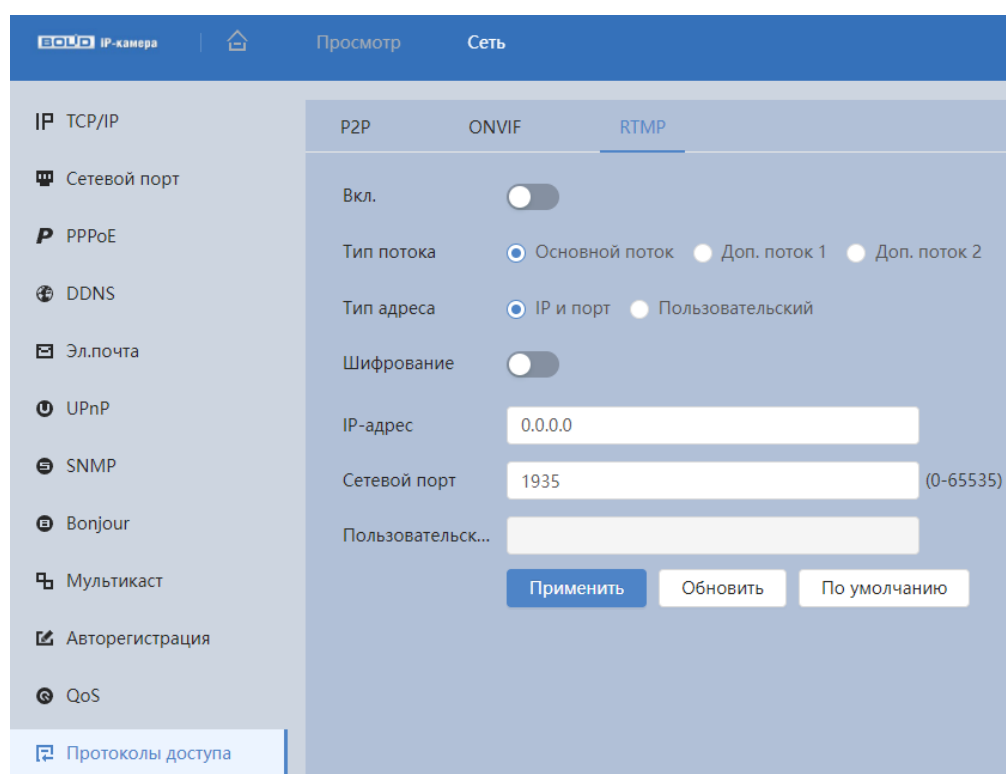 BOLID IP-камера
Просмотр
Сеть
TCP/IP
Сетевой порт
PPPoE
DDNS
Эл.почта
UPnP
SNMP
Bonjour
Мультикаст
Авторегистрация
QoS
Протоколы доступа
P2P ONVIF RTMP
Вкл.
Тип потока Основной поток Доп. поток 1 Доп. поток 2
Тип адреса IP и порт Пользовательский
Шифрование
IP-адрес 0.0.0.0
Сетевой порт 1935 (0-65535)
Пользовательск...
Применить Обновить По умолчанию